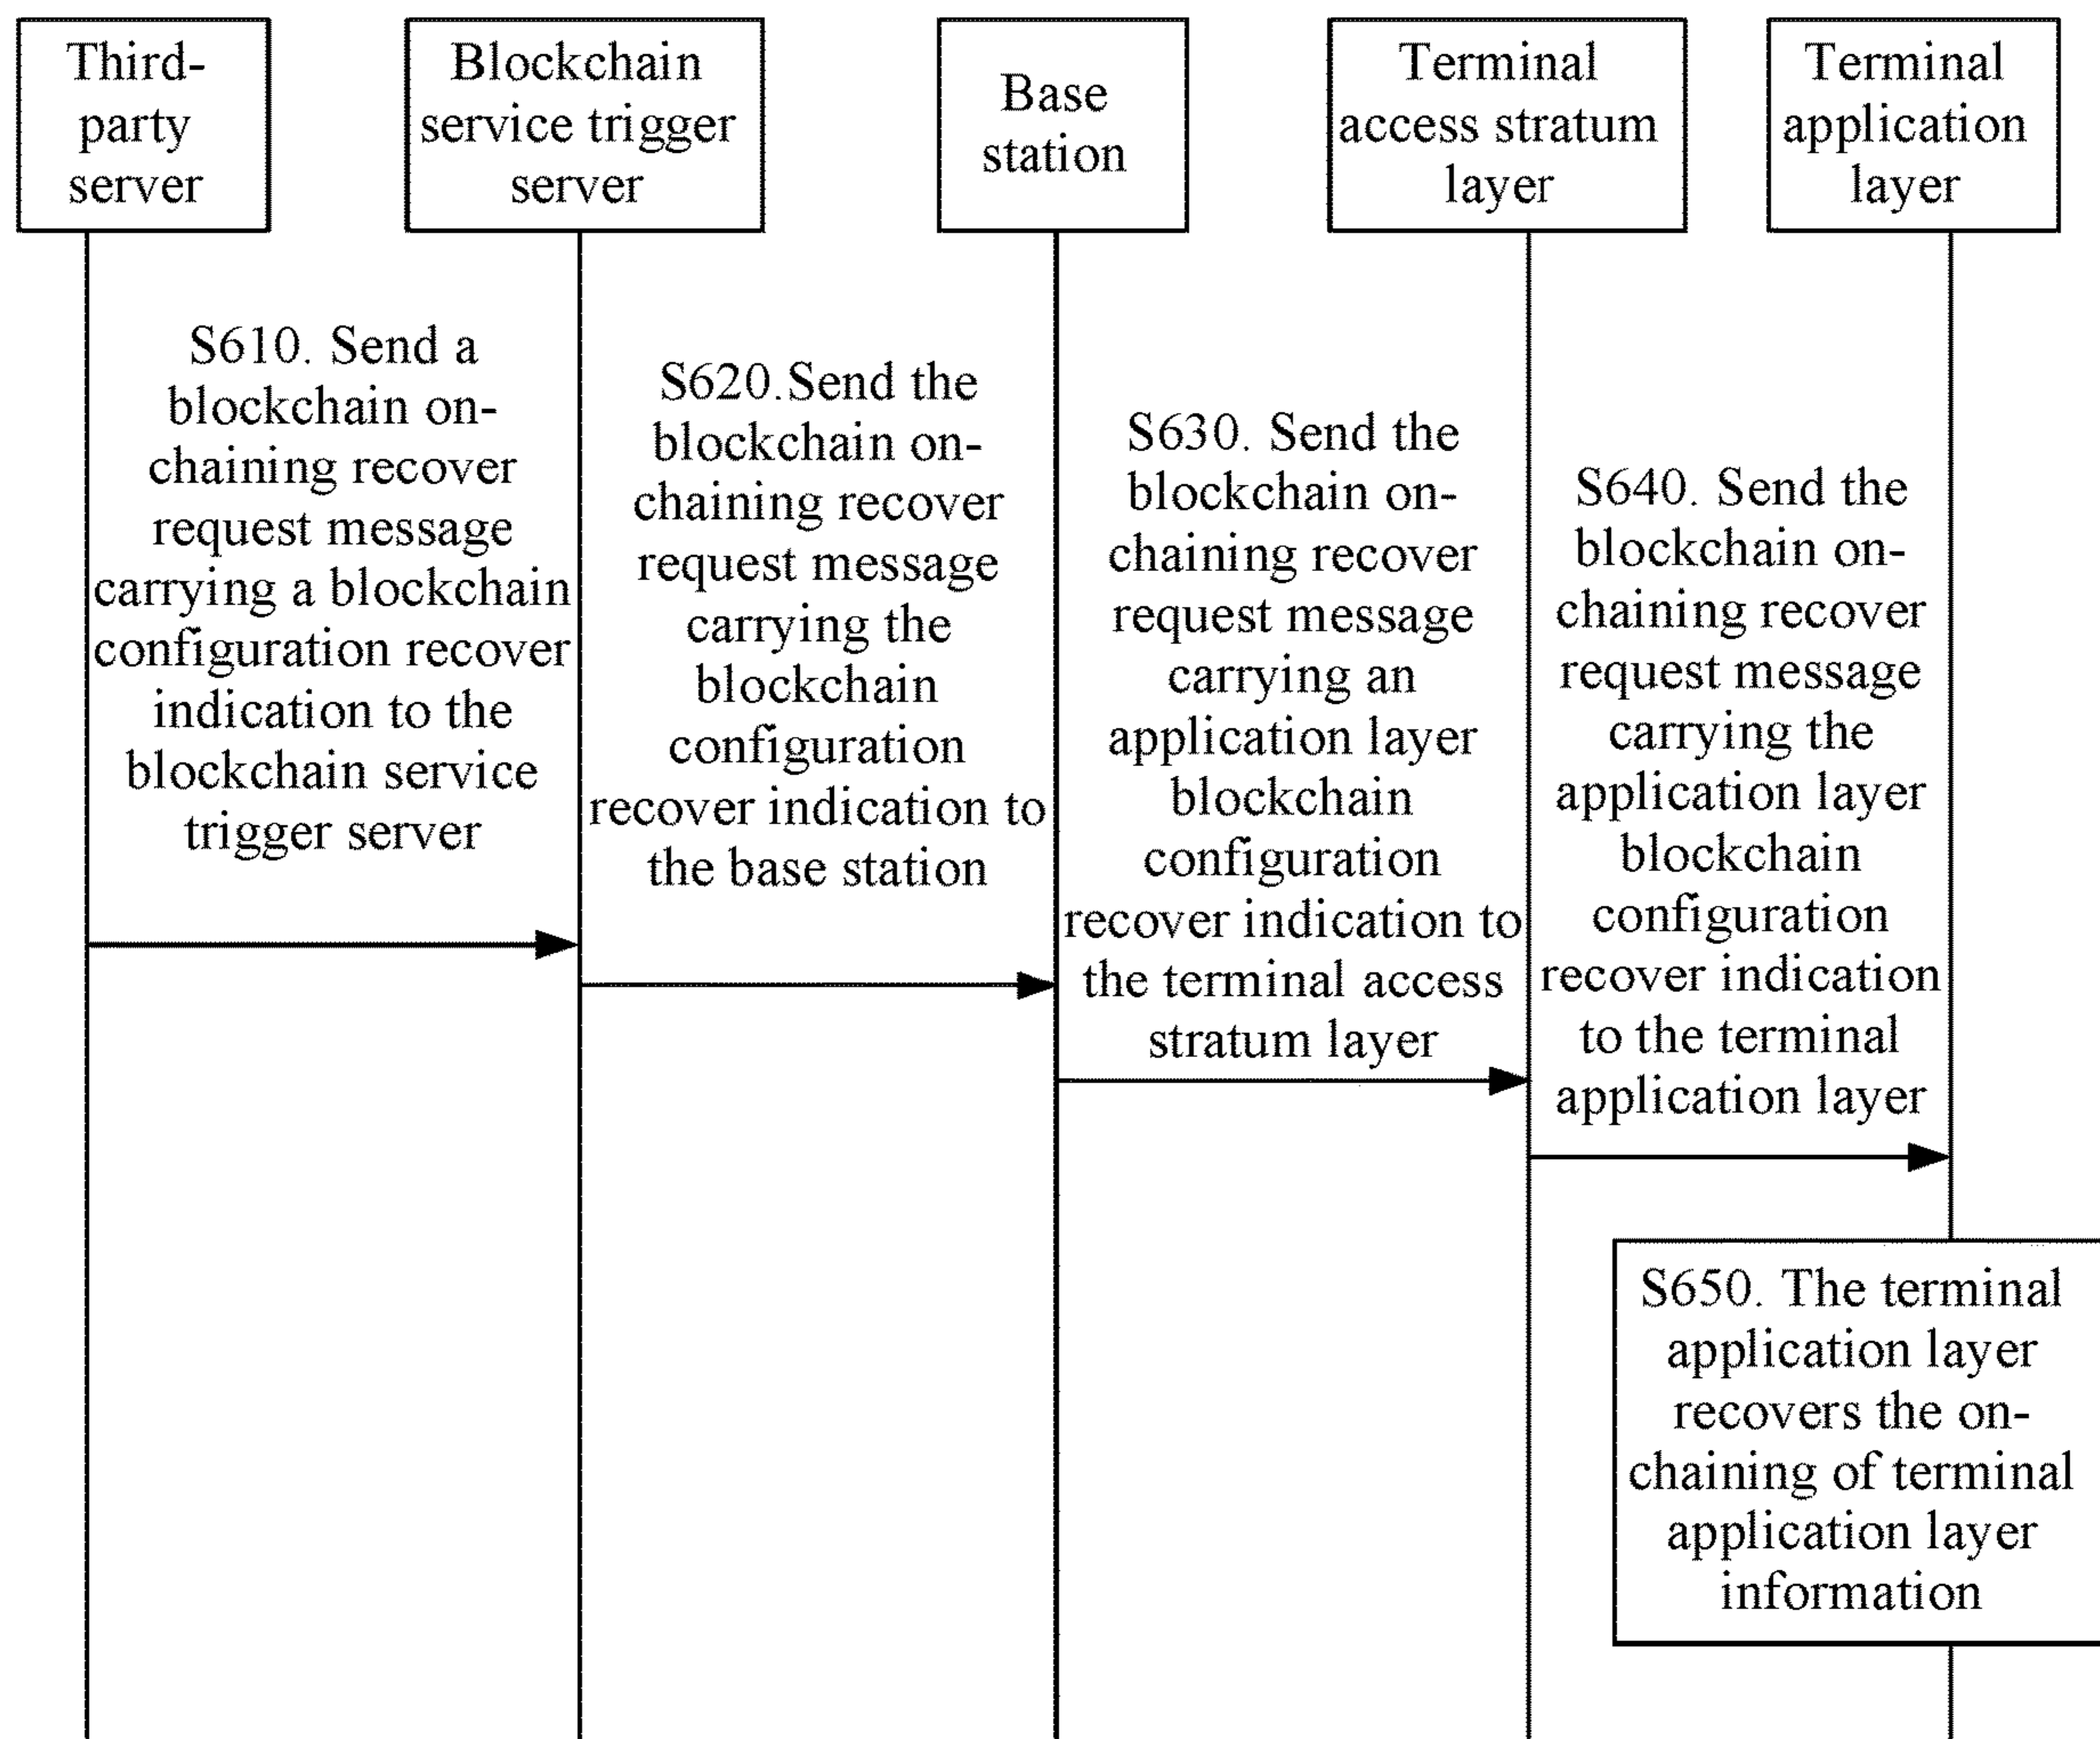 Third-
party
server
Blockchain
service trigger
server
Base
station
Terminal
access stratum
layer
Terminal
application
layer
S610. Send a
blockchain on-
chaining recover
request message
carrying a blockchain
configuration recover
indication to the
blockchain service
trigger server
S620.Send the
blockchain on-
chaining recover
request message
carrying the
blockchain
configuration
recover indication to
the base station
S630. Send the
blockchain on-
chaining recover
request message
carrying an
application layer
blockchain
configuration
recover indication to
the terminal access
stratum layer
S640. Send the
blockchain on-
chaining recover
request message
carrying the
application layer
blockchain
configuration
recover indication
to the terminal
application layer
S650. The terminal
application layer
recovers the on-
chaining of terminal
application layer
information